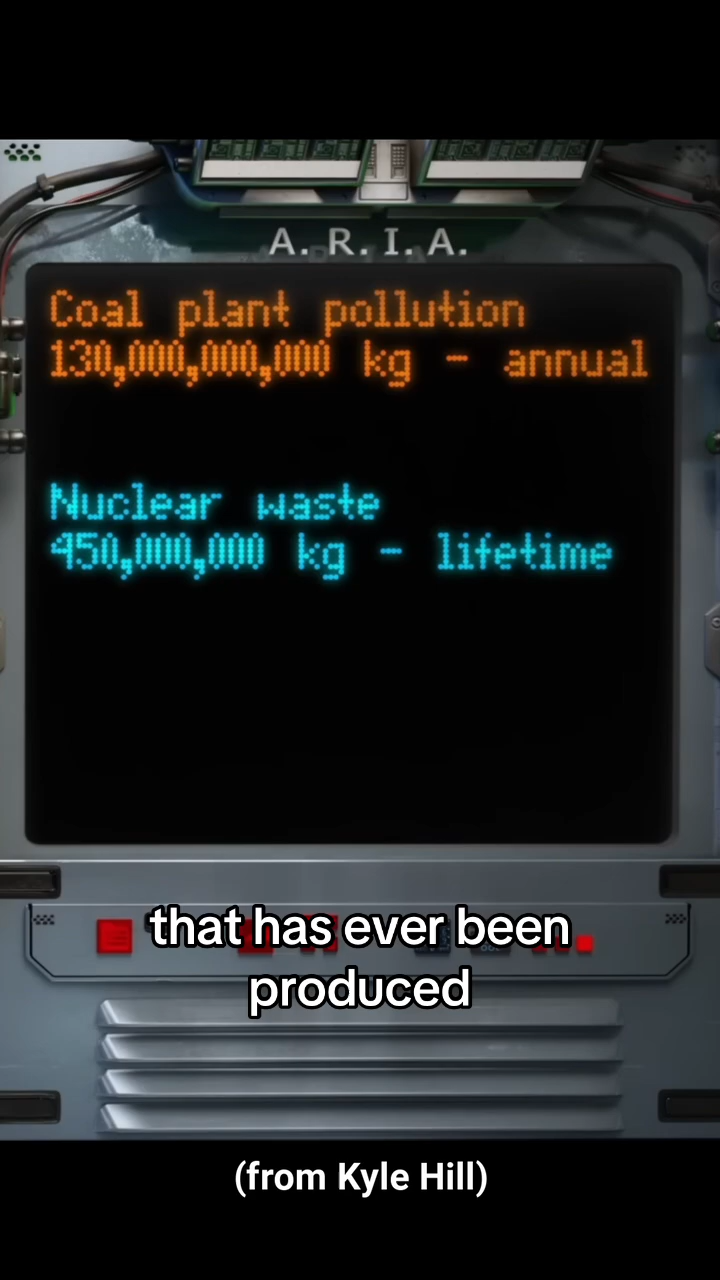 A.R.I.A.
Coal plant pollution
130,000,000,000 kg - annual
Nuclear waste
450,000,000 kg - lifetime
that has ever been
produced
(from Kyle Hill)